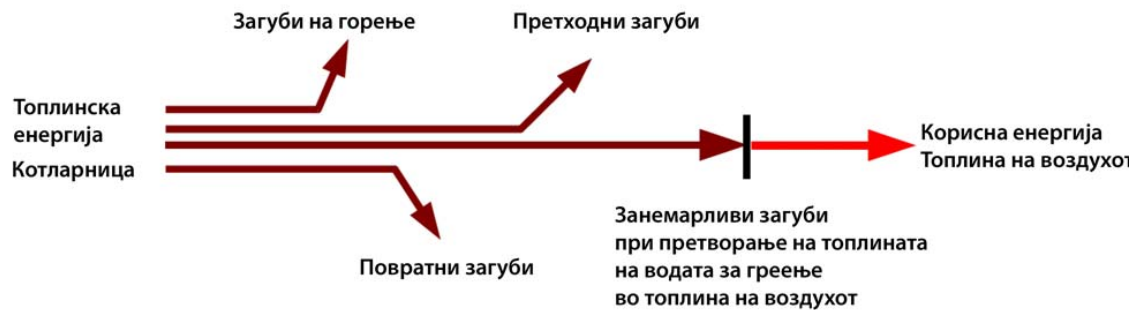 Загуби на горење
Претходни загуби
Топлинска
енергија
Котларница
Корисна енергија
Топлина на воздухот
Повратни загуби
Занемарливи загуби
при претворање на топлината
на водата за греење
во топлина на воздухот